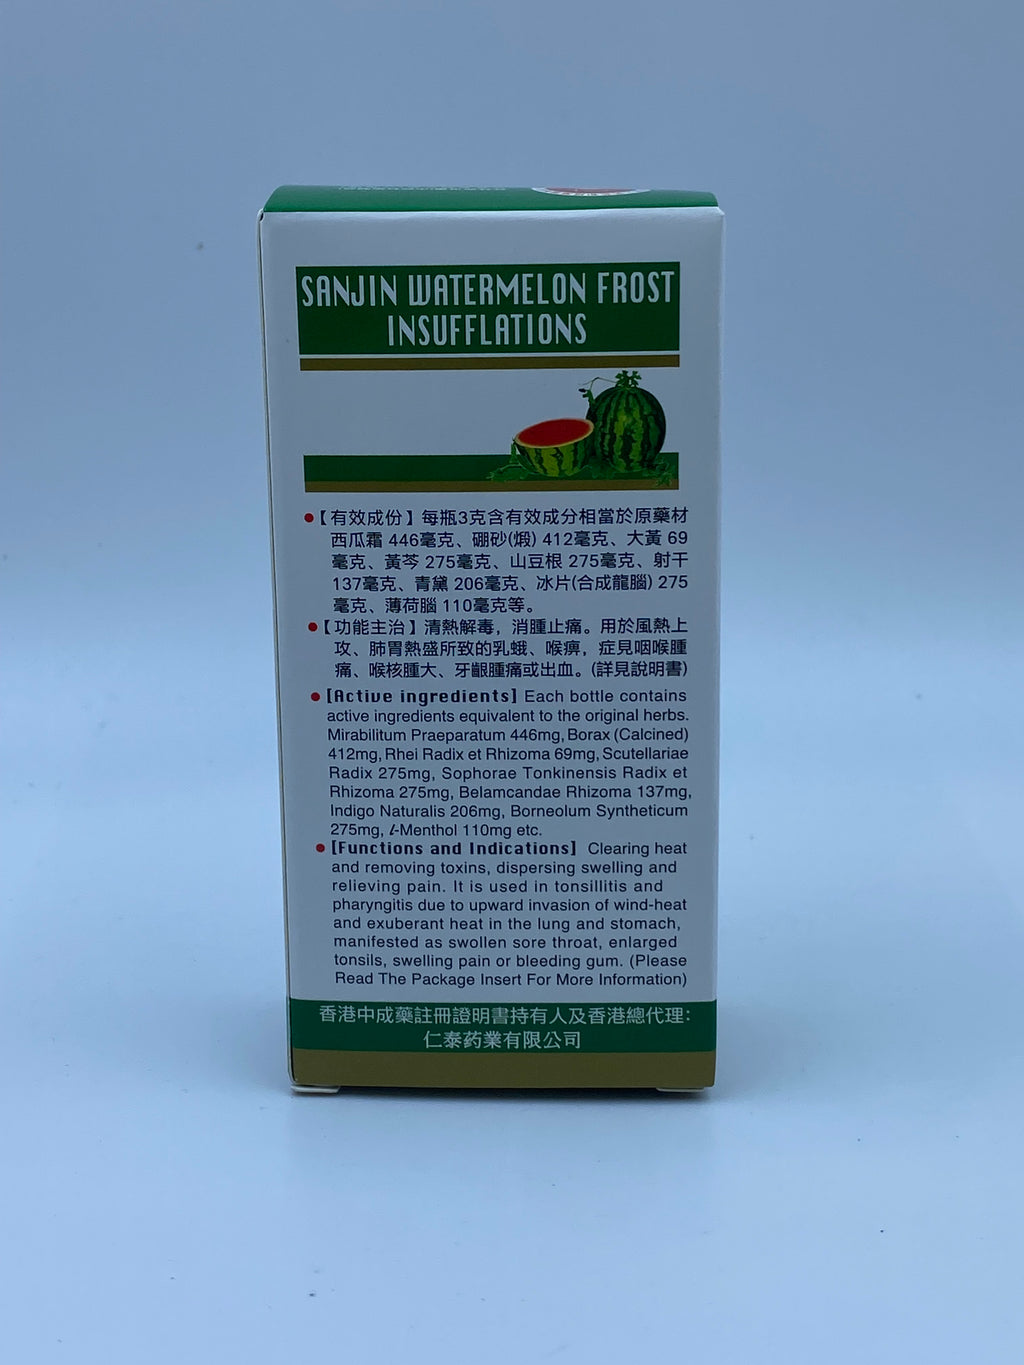 SANJIN WATERMELON FROST
INSUFFLATIONS
【有效成份】每瓶3克含有效成分相當於原藥材
西瓜霜 446毫克、硼砂(煅) 412毫克、大黃 69
毫克、黃芩 275毫克、山豆根 275毫克、射干
137毫克、青黛 206毫克、冰片(合成龍腦) 275
毫克、薄荷腦 110毫克等。
【功能主治】清熱解毒，消腫止痛。用於風熱上
攻、肺胃熱盛所致的乳蛾、喉痹，症見咽喉腫
痛、喉核腫大、牙齦腫痛或出血。(詳見說明書)
[Active ingredients] Each bottle contains
active ingredients equivalent to the original herbs.
Mirabilitum Praeparatum 446mg, Borax (Calcined)
412mg, Rhei Radix et Rhizoma 69mg, Scutellariae
Radix 275mg, Sophorae Tonkinensis Radix et
Rhizoma 275mg, Belamcandae Rhizoma 137mg,
Indigo Naturalis 206mg, Borneolum Syntheticum
275mg, l-Menthol 110mg etc.
[Functions and Indications] Clearing heat
and removing toxins, dispersing swelling and
relieving pain. It is used in tonsillitis and
pharyngitis due to upward invasion of wind-heat
and exuberant heat in the lung and stomach,
manifested as swollen sore throat, enlarged
tonsils, swelling pain or bleeding gum. (Please
Read The Package Insert For More Information)
香港中成藥註冊證明書持有人及香港總代理：
仁泰药業有限公司